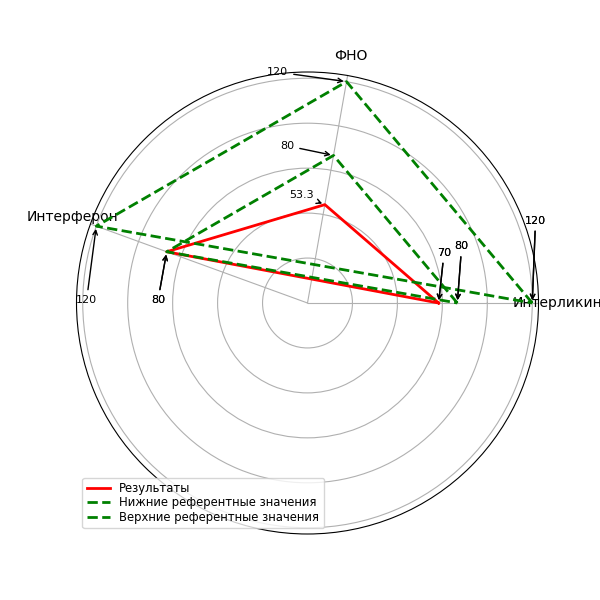 ФНО
120
80
53.3
Интерферон
120
70
80
Интерликин
120
80
Результаты
Нижние референтные значения
Верхние референтные значения